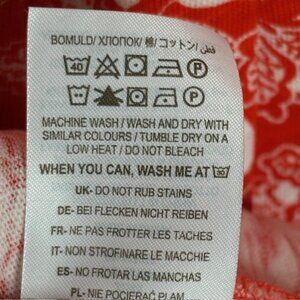 BOMULD/ ХЛОПОК/ 棉/ コットン/ قطن
40 P
P
MACHINE WASH / WASH AND DRY WITH
SIMILAR COLOURS / TUMBLE DRY ON A
LOW HEAT / DO NOT BLEACH
WHEN YOU CAN, WASH ME AT 30
UK- DO NOT RUB STAINS
DE- BEI FLECKEN NICHT REIBEN
FR- NE PAS FROTTER LES TACHES
IT- NON STROFINARE LE MACCHIE
ES- NO FROTAR LAS MANCHAS
PL- NIE POCIERAĆ PLAM